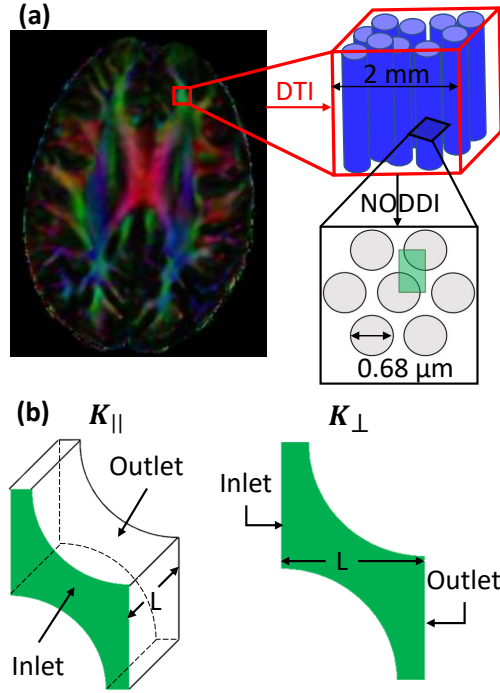 (a)
2 mm
DTI
NODDI
0.68 μm
(b)
K||
K⊥
Outlet
Inlet
L
L
Outlet
Inlet